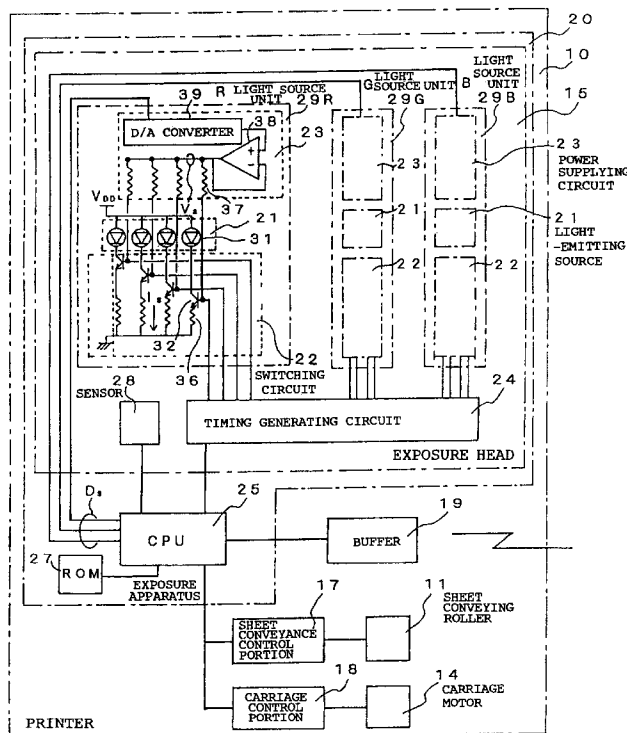 20
10
LIGHT
SOURCE
UNIT
R LIGHT SOURCE
UNIT
G LIGHT
SOURCE UNIT
B
39
29R
38
29G
29B
15
D/A CONVERTER
23
+
-
23
23
POWER
SUPPLYING
CIRCUIT
VDD
Vs
37
21
31
21
21
LIGHT
-EMITTING
SOURCE
22
22
Is
32
36
22
SWITCHING
CIRCUIT
28
SENSOR
24
TIMING GENERATING CIRCUIT
EXPOSURE HEAD
Ds
25
CPU
19
BUFFER
27
ROM
EXPOSURE
APPARATUS
17
SHEET
CONVEYANCE
CONTROL
PORTION
11
SHEET
CONVEYING
ROLLER
18
CARRIAGE
CONTROL
PORTION
14
CARRIAGE
MOTOR
PRINTER